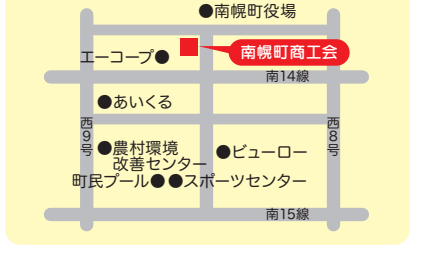 ●南幌町役場
エーコープ●
南幌町商工会
南14線
●あいくる
西9号
西8号
●農村環境
改善センター
●ビューロー
町民プール●
●スポーツセンター
南15線